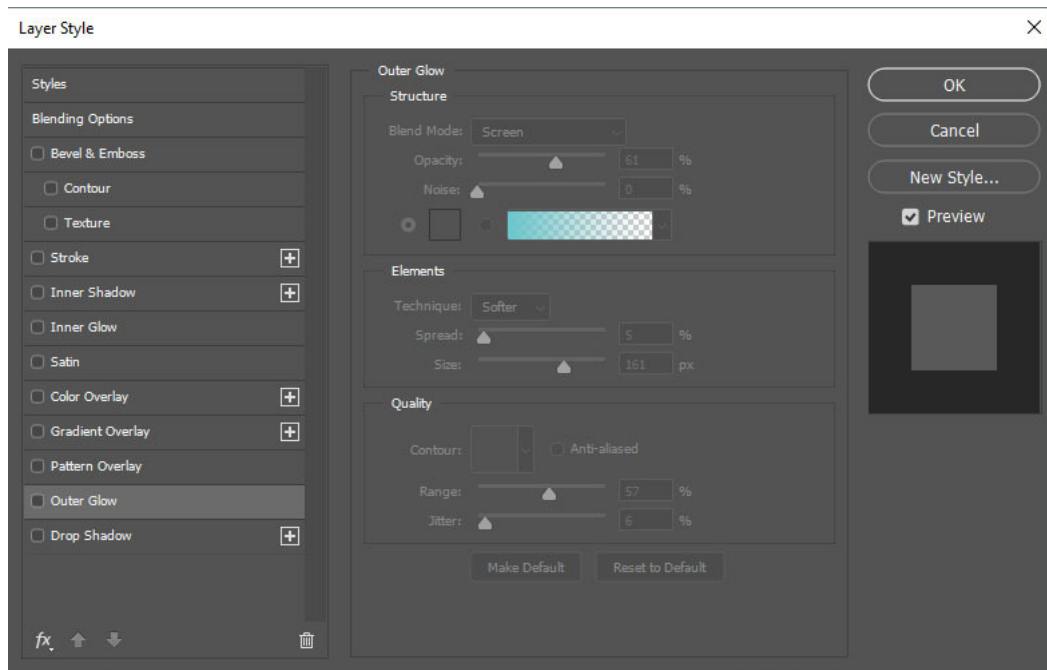 Layer Style
Styles
Blending Options
Bevel & Emboss
Contour
Texture
Stroke
Inner Shadow
Inner Glow
Satin
Color Overlay
Gradient Overlay
Pattern Overlay
Outer Glow
Drop Shadow
fx
Outer Glow
Structure
Blend Mode: Screen
Opacity: 61 %
Noise: 0 %
Elements
Technique: Softer
Spread: 5 %
Size: 161 px
Quality
Contour: Anti-aliased
Range: 57 %
Jitter: 6 %
Make Default Reset to Default
OK
Cancel
New Style...
Preview